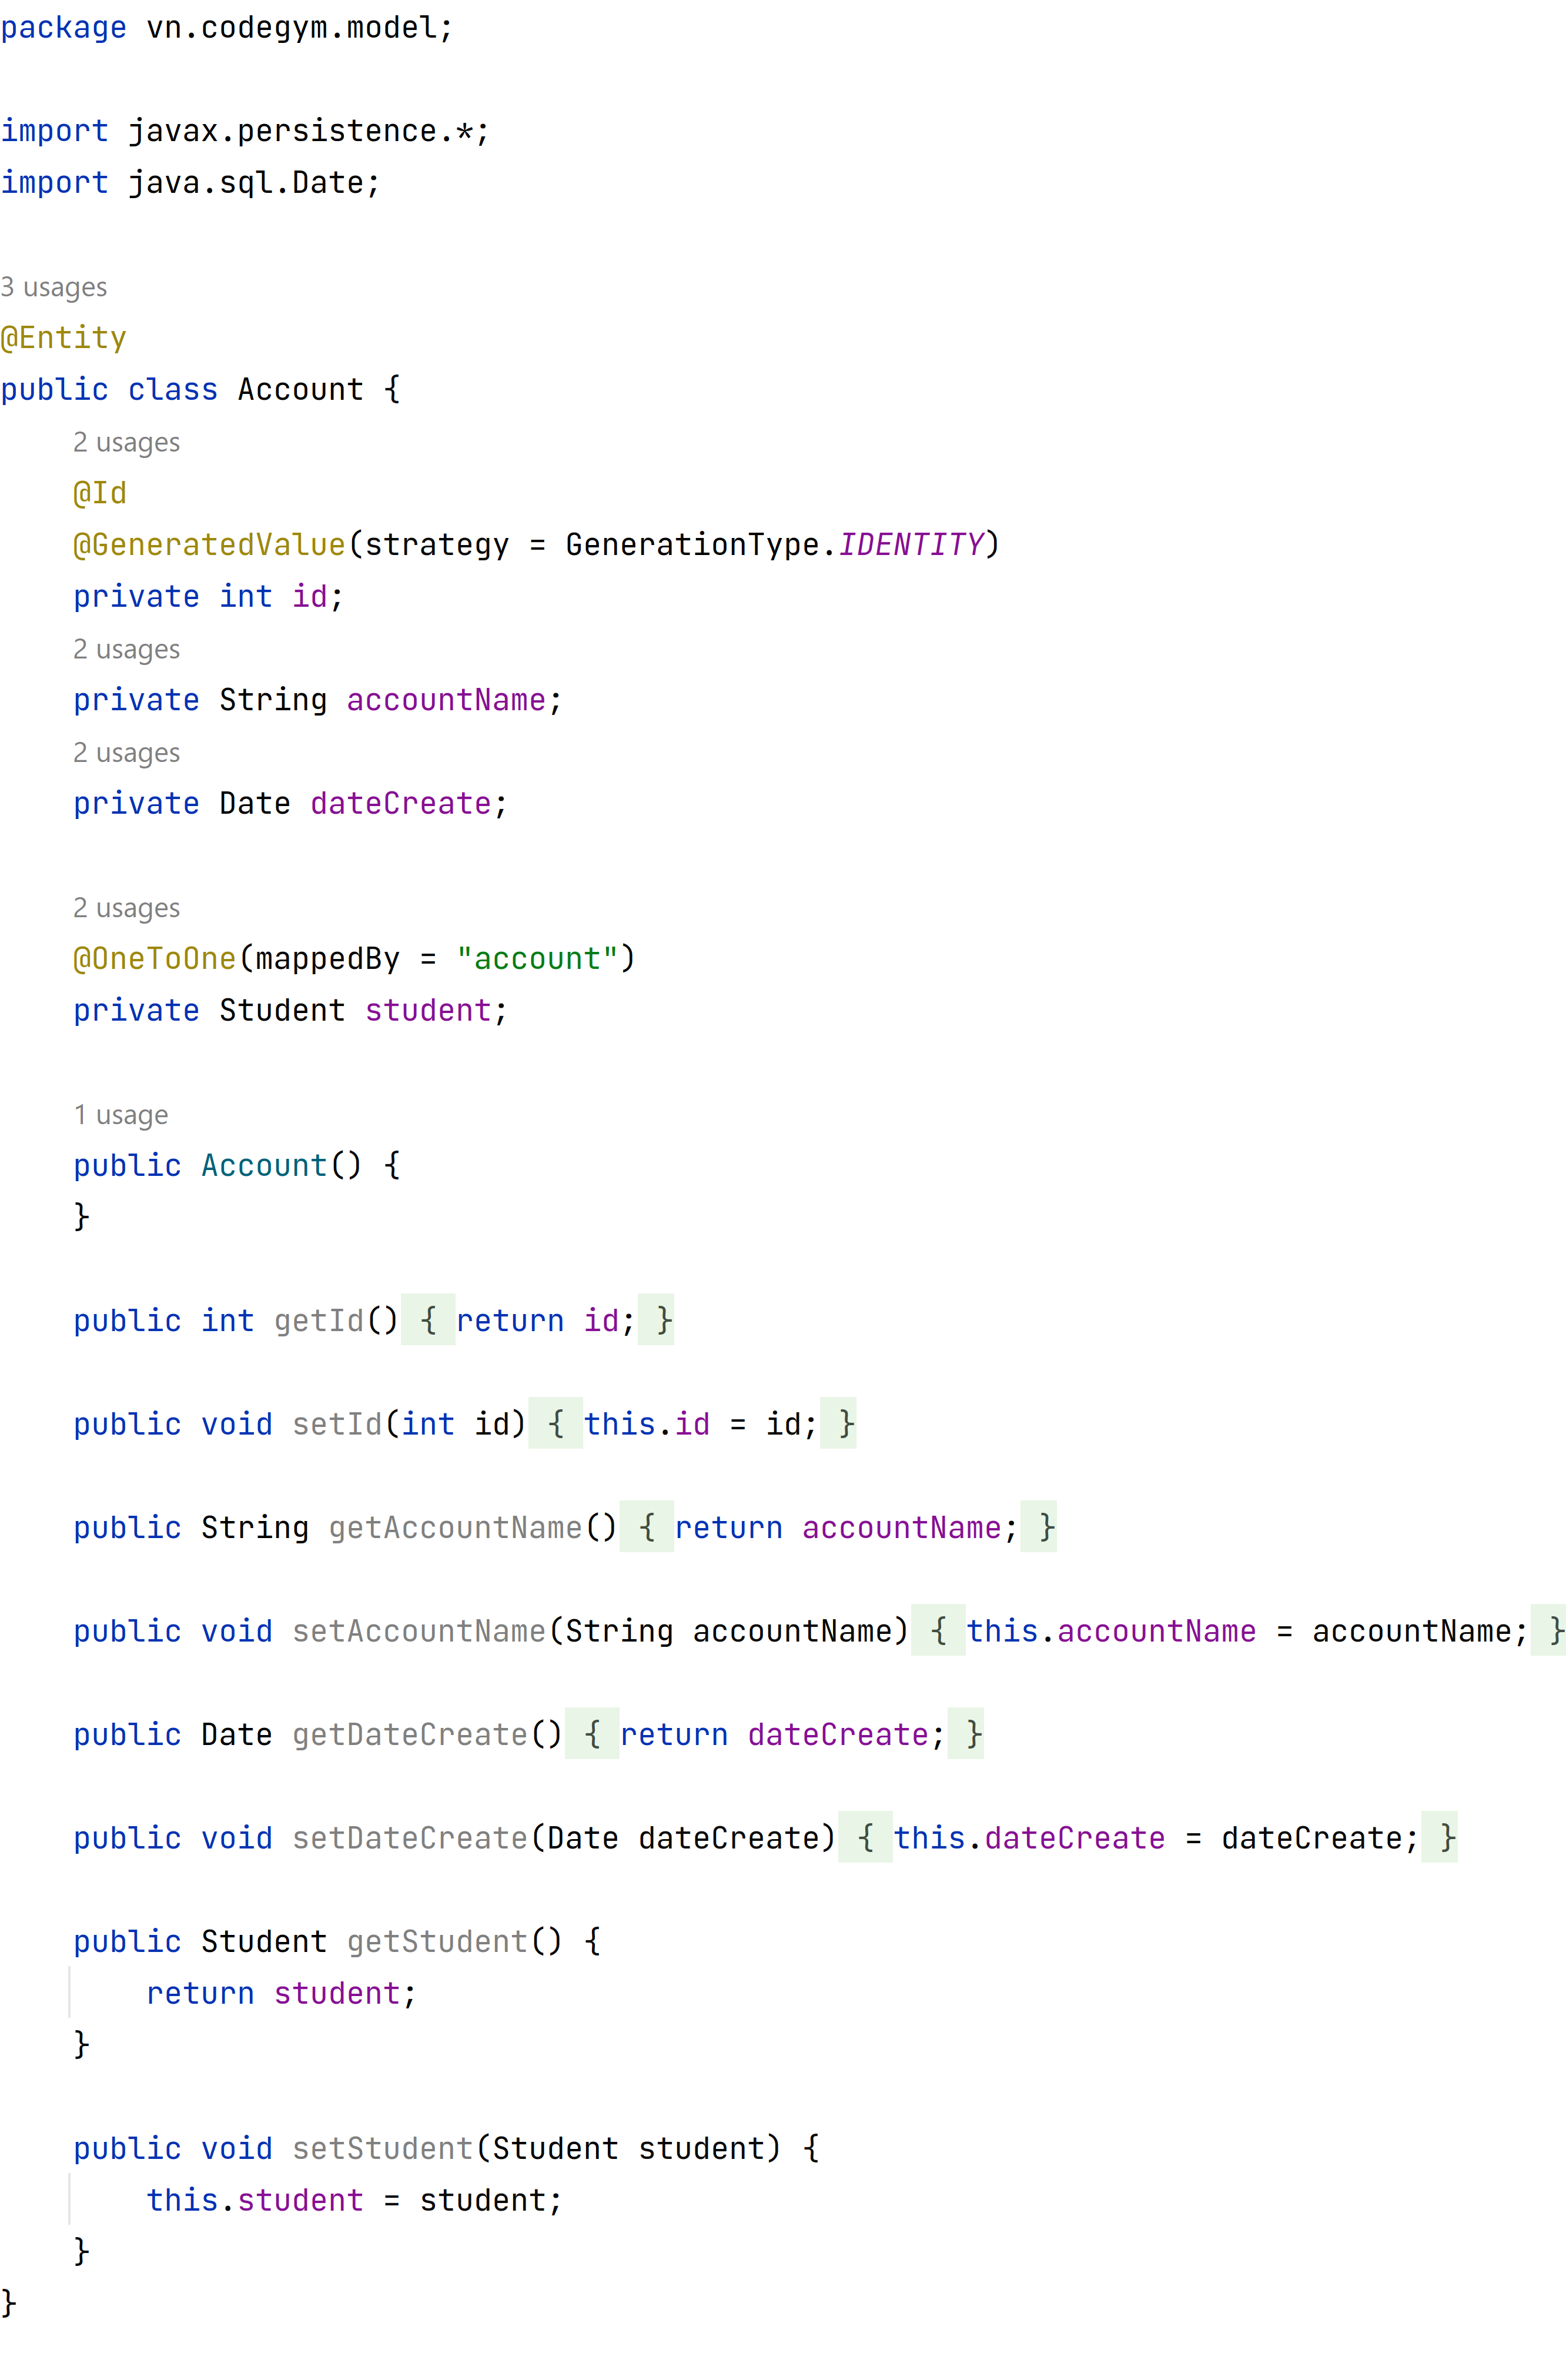 package vn.codegym.model;
import javax.persistence.*;
import java.sql.Date;
3 usages
@Entity
public class Account {
2 usages
@Id
@GeneratedValue(strategy = GenerationType.IDENTITY)
private int id;
2 usages
private String accountName;
2 usages
private Date dateCreate;
2 usages
@OneToOne(mappedBy = "account")
private Student student;
1 usage
public Account() {
}
public int getId() { return id; }
public void setId(int id) { this.id = id; }
public String getAccountName() { return accountName; }
public void setAccountName(String accountName) { this.accountName = accountName; }
public Date getDateCreate() { return dateCreate; }
public void setDateCreate(Date dateCreate) { this.dateCreate = dateCreate; }
public Student getStudent() {
return student;
}
public void setStudent(Student student) {
this.student = student;
}
}